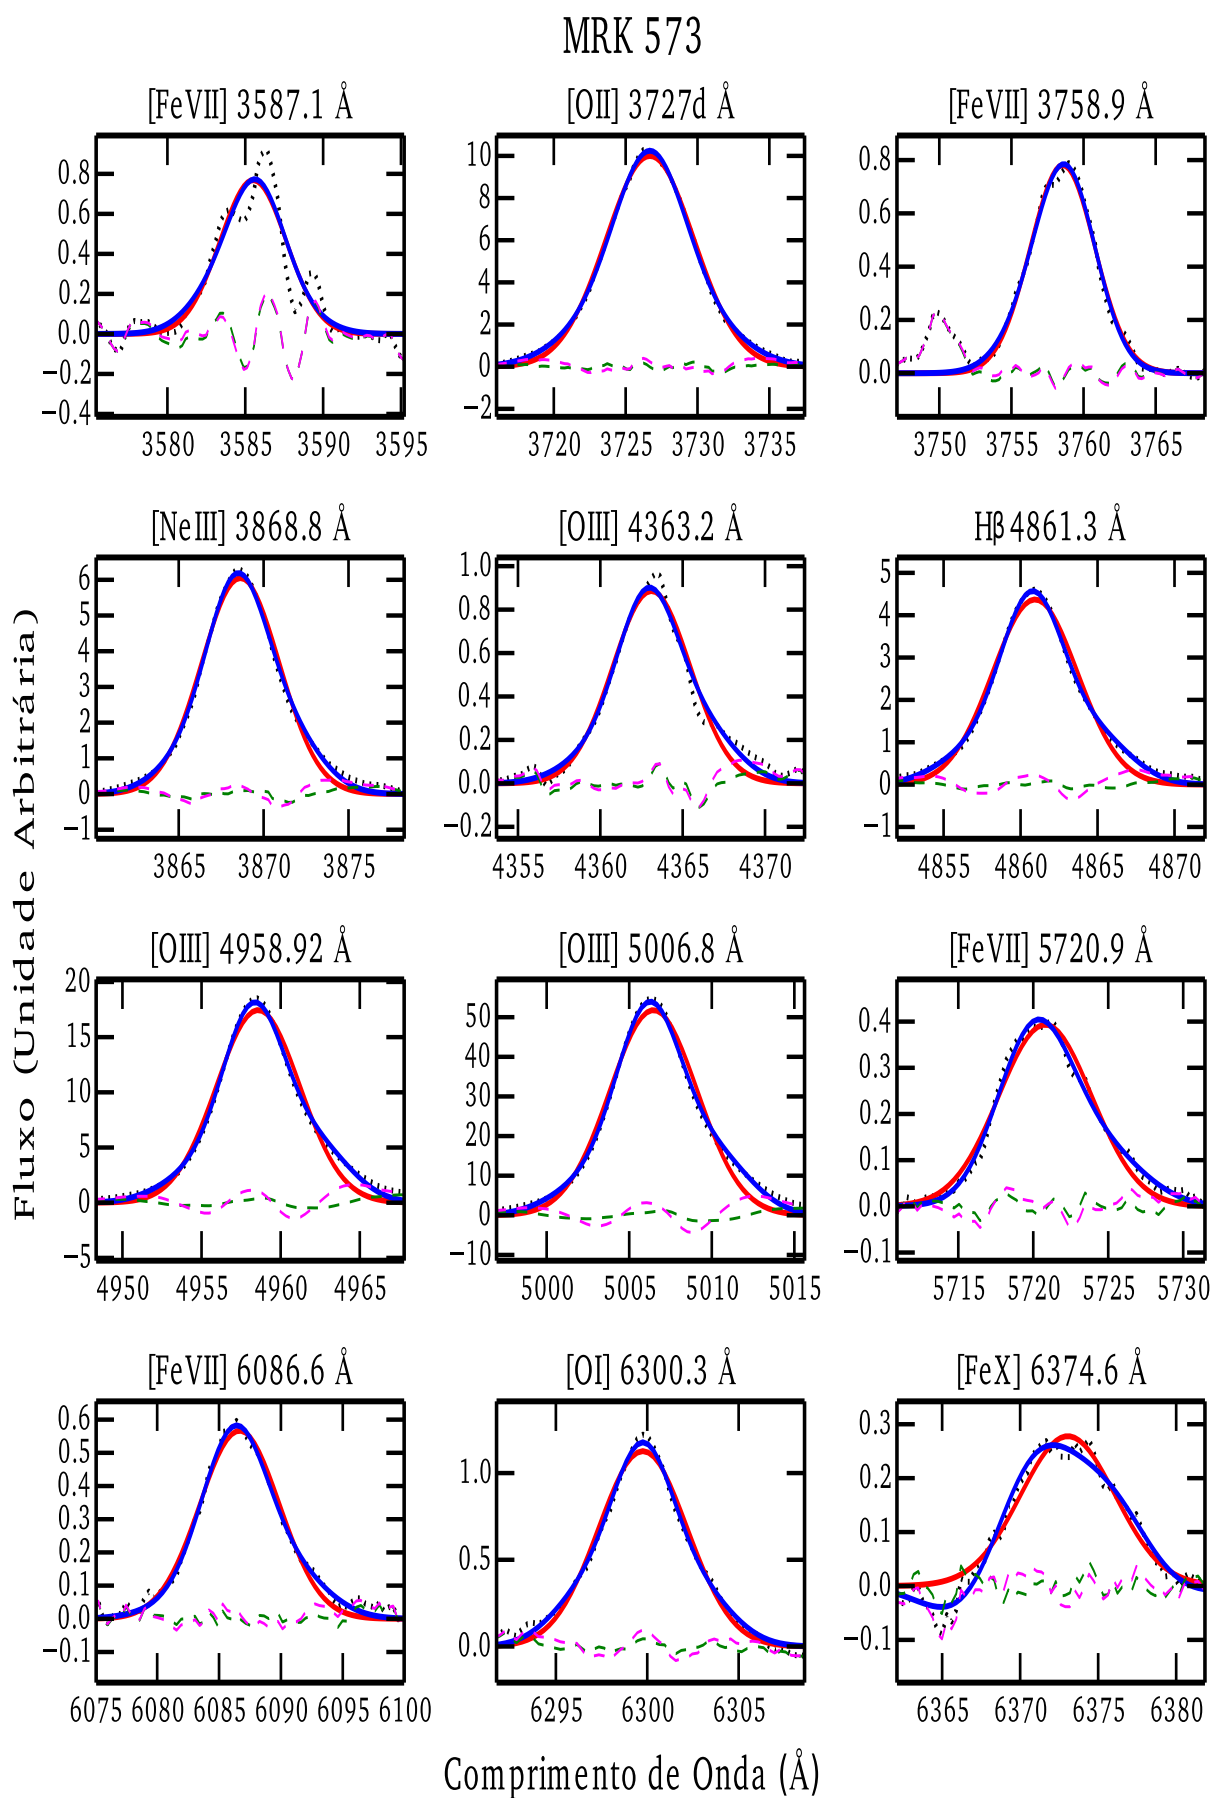 MRK 573
[FeVII] 3587.1 Å
[OII] 3727d Å
[FeVII] 3758.9 Å
0.8
0.6
0.4
0.2
0.0
−0.2
−0.4
3580 3585 3590 3595
10
8
6
4
2
0
−2
3720 3725 3730 3735
0.8
0.6
0.4
0.2
0.0
3750 3755 3760 3765
[NeIII] 3868.8 Å
[OIII] 4363.2 Å
Hβ 4861.3 Å
6
5
4
3
2
1
0
−1
3865 3870 3875
1.0
0.8
0.6
0.4
0.2
0.0
−0.2
4355 4360 4365 4370
5
4
3
2
1
0
−1
4855 4860 4865 4870
Fluxo (Unidade Arbitrária)
[OIII] 4958.92 Å
[OIII] 5006.8 Å
[FeVII] 5720.9 Å
20
15
10
5
0
−5
4950 4955 4960 4965
50
40
30
20
10
0
−10
5000 5005 5010 5015
0.4
0.3
0.2
0.1
0.0
−0.1
5715 5720 5725 5730
[FeVII] 6086.6 Å
[OI] 6300.3 Å
[FeX] 6374.6 Å
0.6
0.5
0.4
0.3
0.2
0.1
0.0
−0.1
6075 6080 6085 6090 6095 6100
1.0
0.5
0.0
6295 6300 6305
0.3
0.2
0.1
0.0
−0.1
6365 6370 6375 6380
Comprimento de Onda (Å)